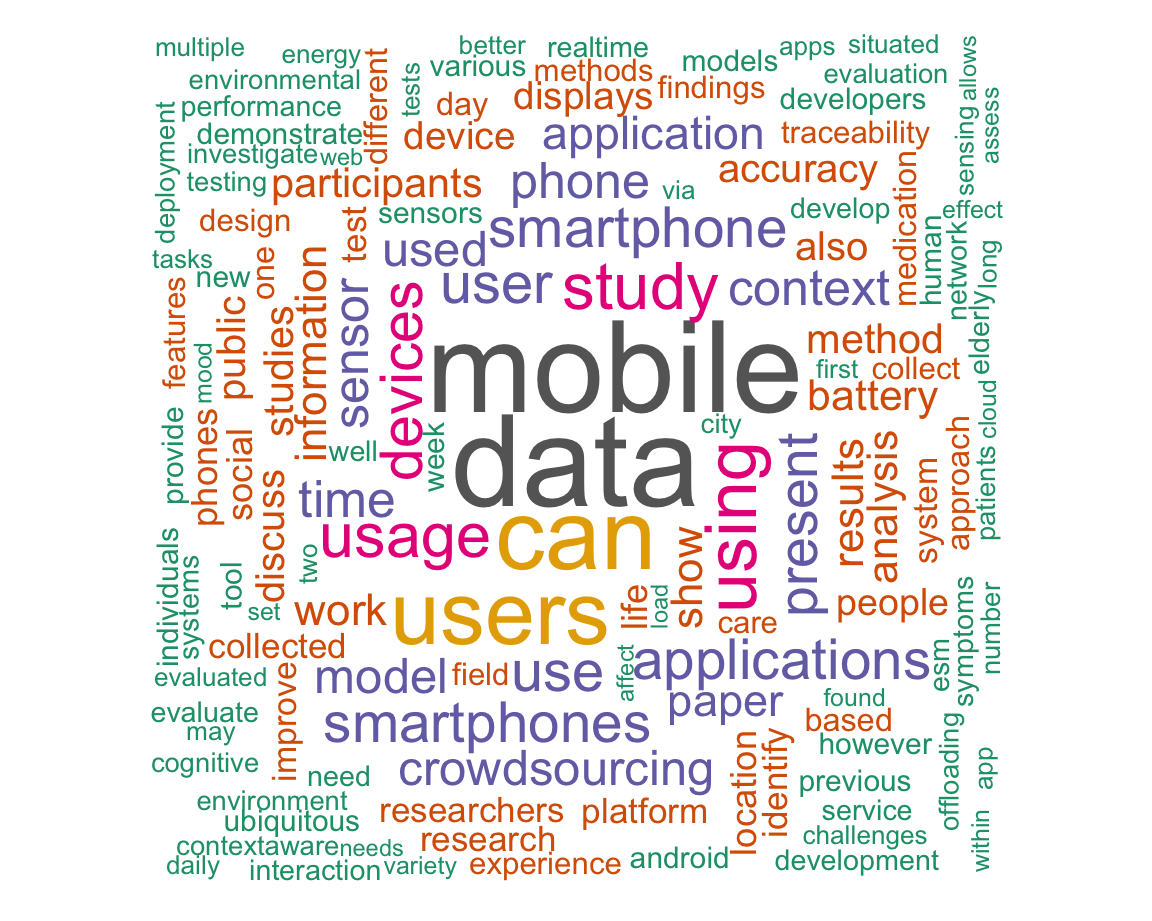 multiple
energy
better
realtime
apps
situated
allows
environmental
different
tests
various
methods
models
evaluation
sensing
assess
performance
day
displays
findings
developers
deployment
demonstrate
device
application
traceability
investigate
web
testing
participants
phone
via
accuracy
medication
design
test
sensors
smartphone
develop
effect
tasks
new
one
used
also
human
network
long
features
public
information
sensor
user
study
context
elderly
mood
studies
devices
mobile
method
first
collect
provide
phones
social
well
week
data
city
battery
cloud
discuss
time
using
present
results
analysis
system
approach
patients
individuals
systems
tool
two
usage
can
show
set
work
users
life
load
care
people
symptoms
number
collected
model
field
use
affect
applications
esm
evaluated
improve
smartphones
paper
found
evaluate
may
based
however
offloading
cognitive
need
crowdsourcing
location
identify
previous
app
environment
ubiquitous
researchers
platform
service
contextaware
needs
research
challenges
within
daily
interaction
variety
experience
android
development